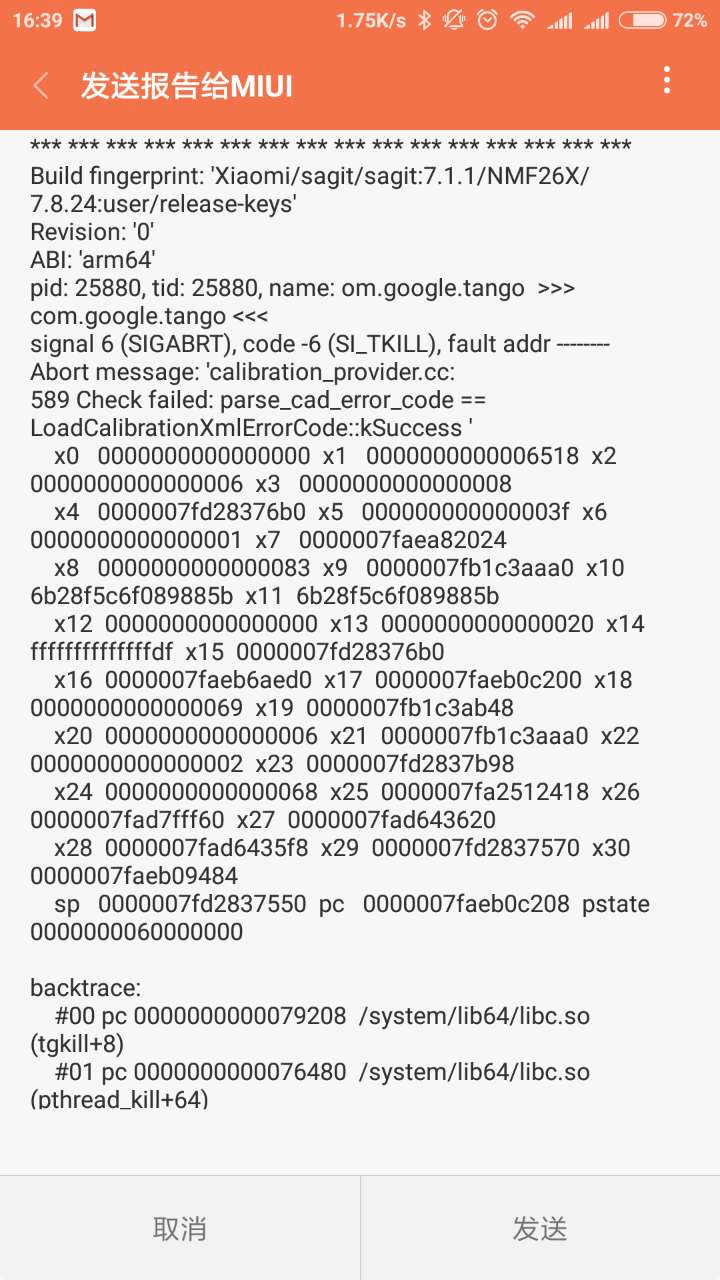 16:39 1.75K/s 72%
发送报告给MIUI
*** *** *** *** *** *** *** *** *** *** *** *** *** *** *** ***
Build fingerprint: 'Xiaomi/sagit/sagit:7.1.1/NMF26X/
7.8.24:user/release-keys'
Revision: '0'
ABI: 'arm64'
pid: 25880, tid: 25880, name: om.google.tango >>>
com.google.tango <<<
signal 6 (SIGABRT), code -6 (SI_TKILL), fault addr --------
Abort message: 'calibration_provider.cc:
589 Check failed: parse_cad_error_code ==
LoadCalibrationXmlErrorCode::kSuccess '
x0 0000000000000000 x1 0000000000006518 x2
0000000000000006 x3 0000000000000008
x4 0000007fd28376b0 x5 000000000000003f x6
0000000000000001 x7 0000007faea82024
x8 0000000000000083 x9 0000007fb1c3aaa0 x10
6b28f5c6f089885b x11 6b28f5c6f089885b
x12 0000000000000000 x13 0000000000000020 x14
ffffffffffffffdf x15 0000007fd28376b0
x16 0000007faeb6aed0 x17 0000007faeb0c200 x18
0000000000000069 x19 0000007fb1c3ab48
x20 0000000000000006 x21 0000007fb1c3aaa0 x22
0000000000000002 x23 0000007fd2837b98
x24 0000000000000068 x25 0000007fa2512418 x26
0000007fad7fff60 x27 0000007fad643620
x28 0000007fad6435f8 x29 0000007fd2837570 x30
0000007faeb09484
sp 0000007fd2837550 pc 0000007faeb0c208 pstate
0000000060000000
backtrace:
#00 pc 0000000000079208 /system/lib64/libc.so
(tgkill+8)
#01 pc 0000000000076480 /system/lib64/libc.so
(pthread_kill+64)
取消 发送